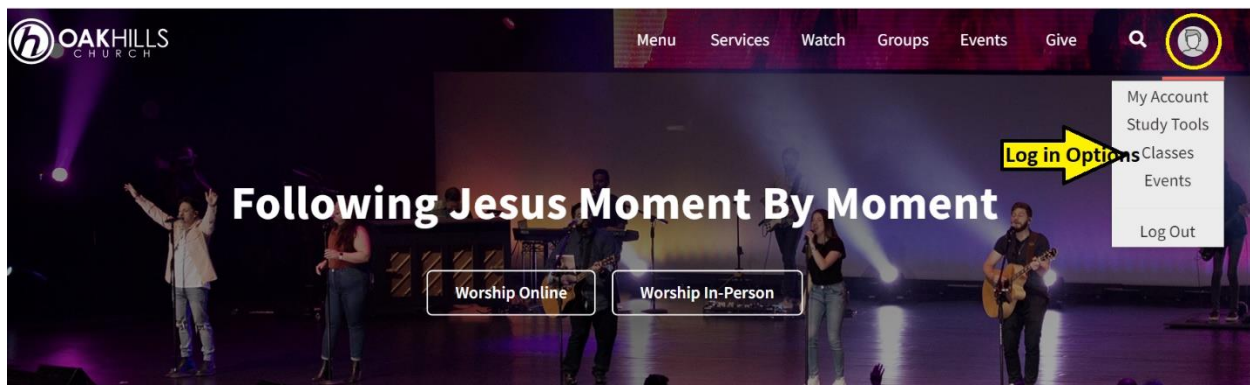 OAKHILLS
CHURCH
Menu Services Watch Groups Events Give
My Account
Study Tools
Log in Options
Classes
Events
Log Out
Following Jesus Moment By Moment
Worship Online Worship In-Person